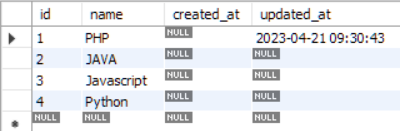 id name created_at updated_at
1 PHP NULL 2023-04-21 09:30:43
2 JAVA NULL NULL
3 Javascript NULL NULL
4 Python NULL NULL
NULL NULL NULL NULL